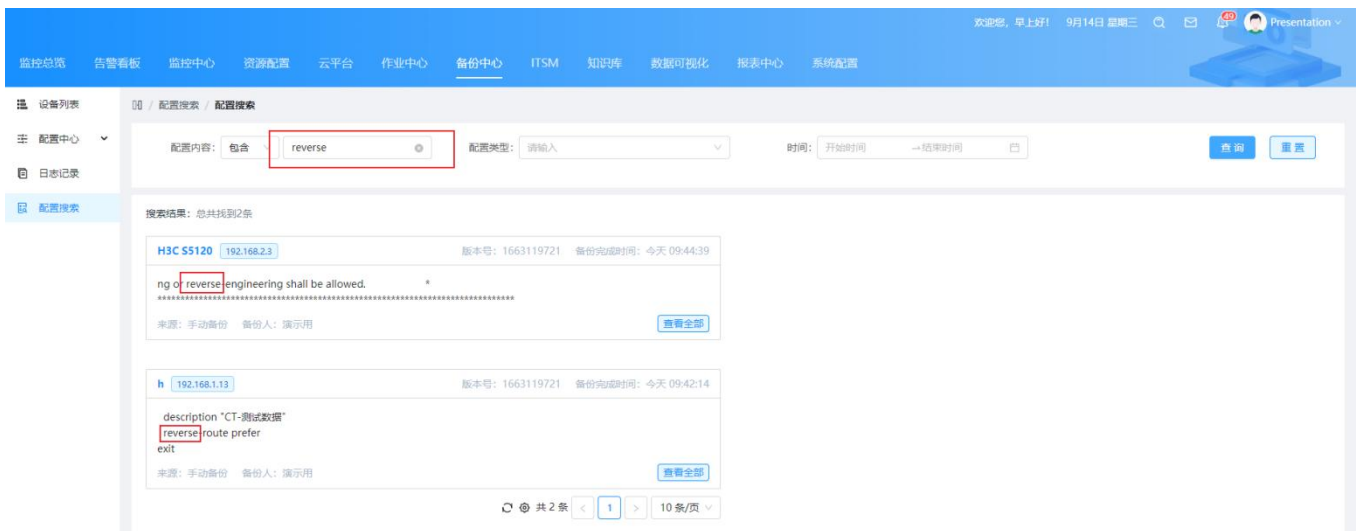 欢迎您，早上好! 9月14日 星期三 49 Presentation
监控总览 告警看板 监控中心 资源配置 云平台 作业中心 备份中心 ITSM 知识库 数据可视化 报表中心 系统配置
设备列表
配置中心
日志记录
配置搜索
/ 配置搜索 / 配置搜索
配置内容: 包含 reverse 配置类型: 请输入 时间: 开始时间 →结束时间 查询 重置
搜索结果: 总共找到2条
H3C S5120 192.168.2.3 版本号: 1663119721 备份完成时间: 今天 09:44:39
ng or reverse-engineering shall be allowed. *
******************************************************************************
来源: 手动备份 备份人: 演示用 查看全部
h 192.168.1.13 版本号: 1663119721 备份完成时间: 今天 09:42:14
description "CT-测试数据"
reverse-route prefer
exit
来源: 手动备份 备份人: 演示用 查看全部
共 2 条 < 1 > 10 条/页